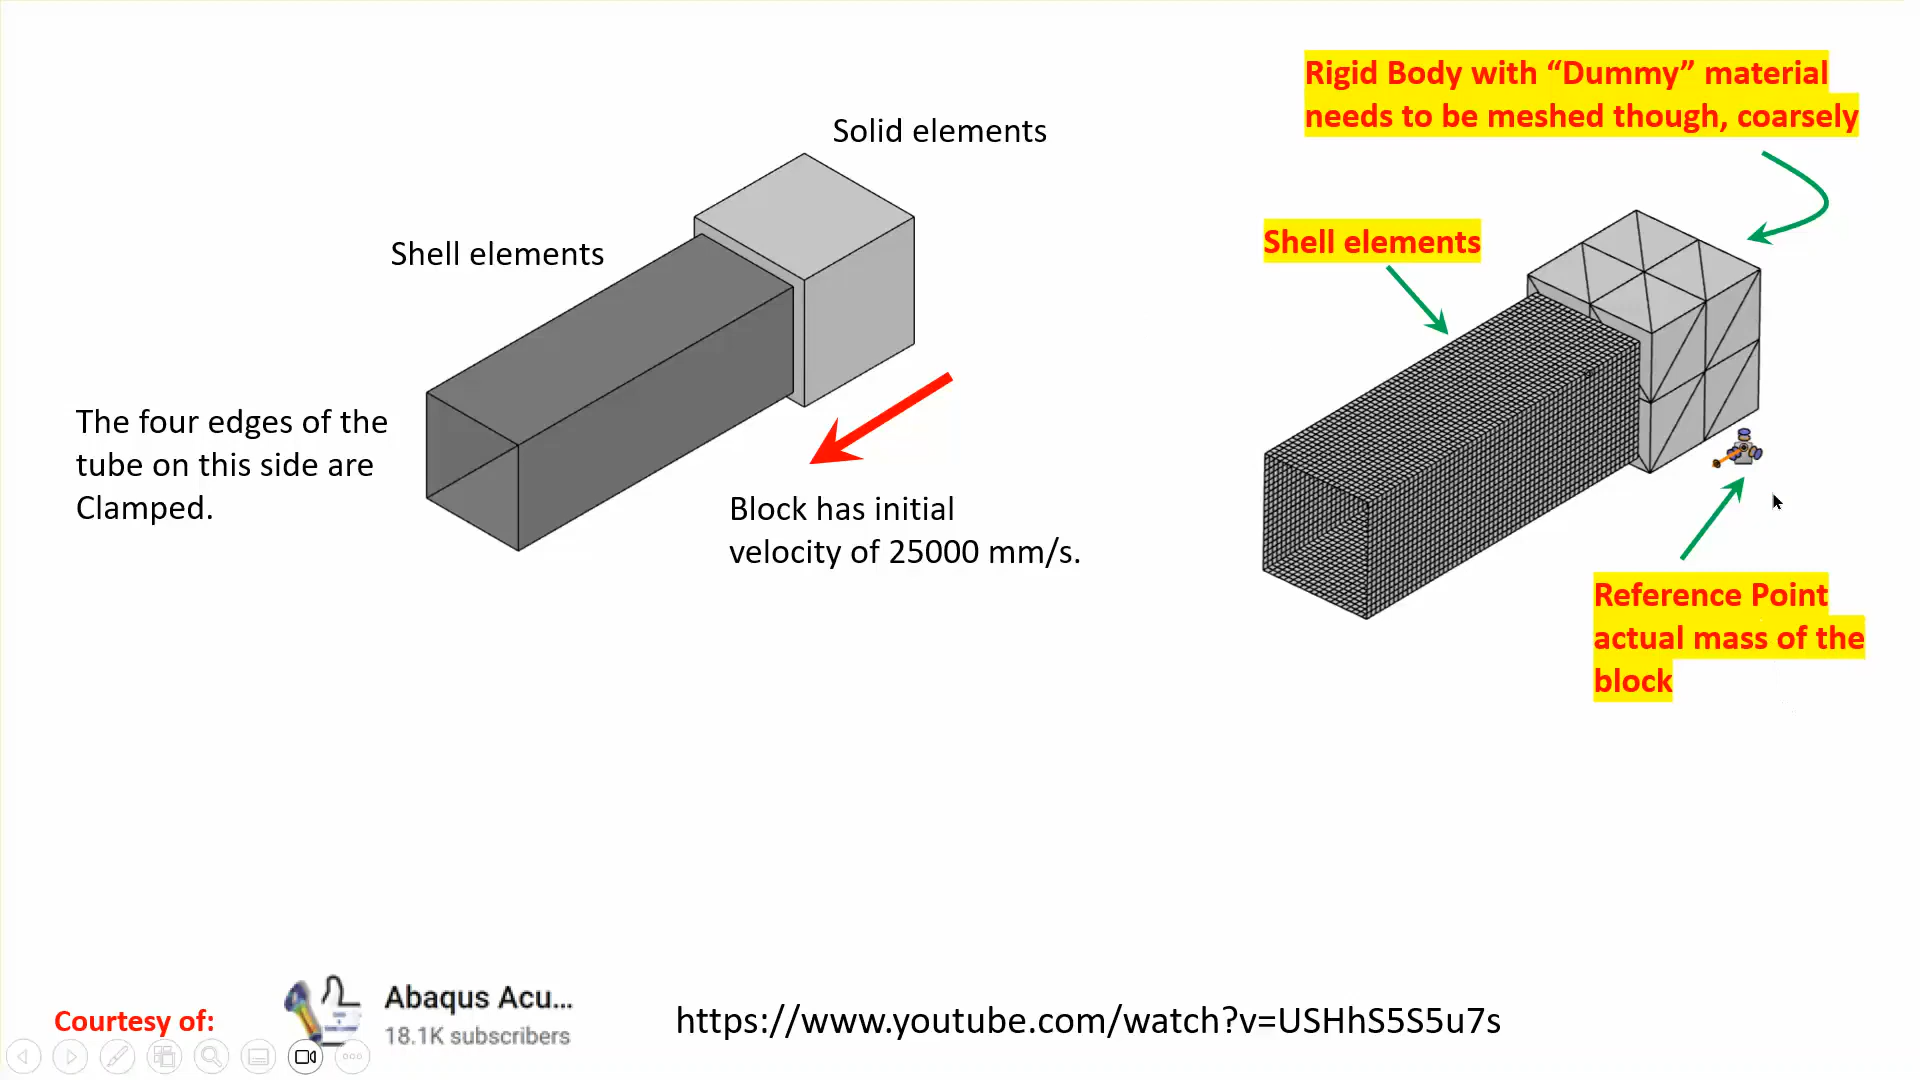 Rigid Body with “Dummy” material
needs to be meshed though, coarsely
Solid elements
Shell elements
Shell elements
The four edges of the
tube on this side are
Clamped.
Block has initial
velocity of 25000 mm/s.
Reference Point
actual mass of the
block
Courtesy of:
Abaqus Acu...
18.1K subscribers
https://www.youtube.com/watch?v=USHhS5S5u7s